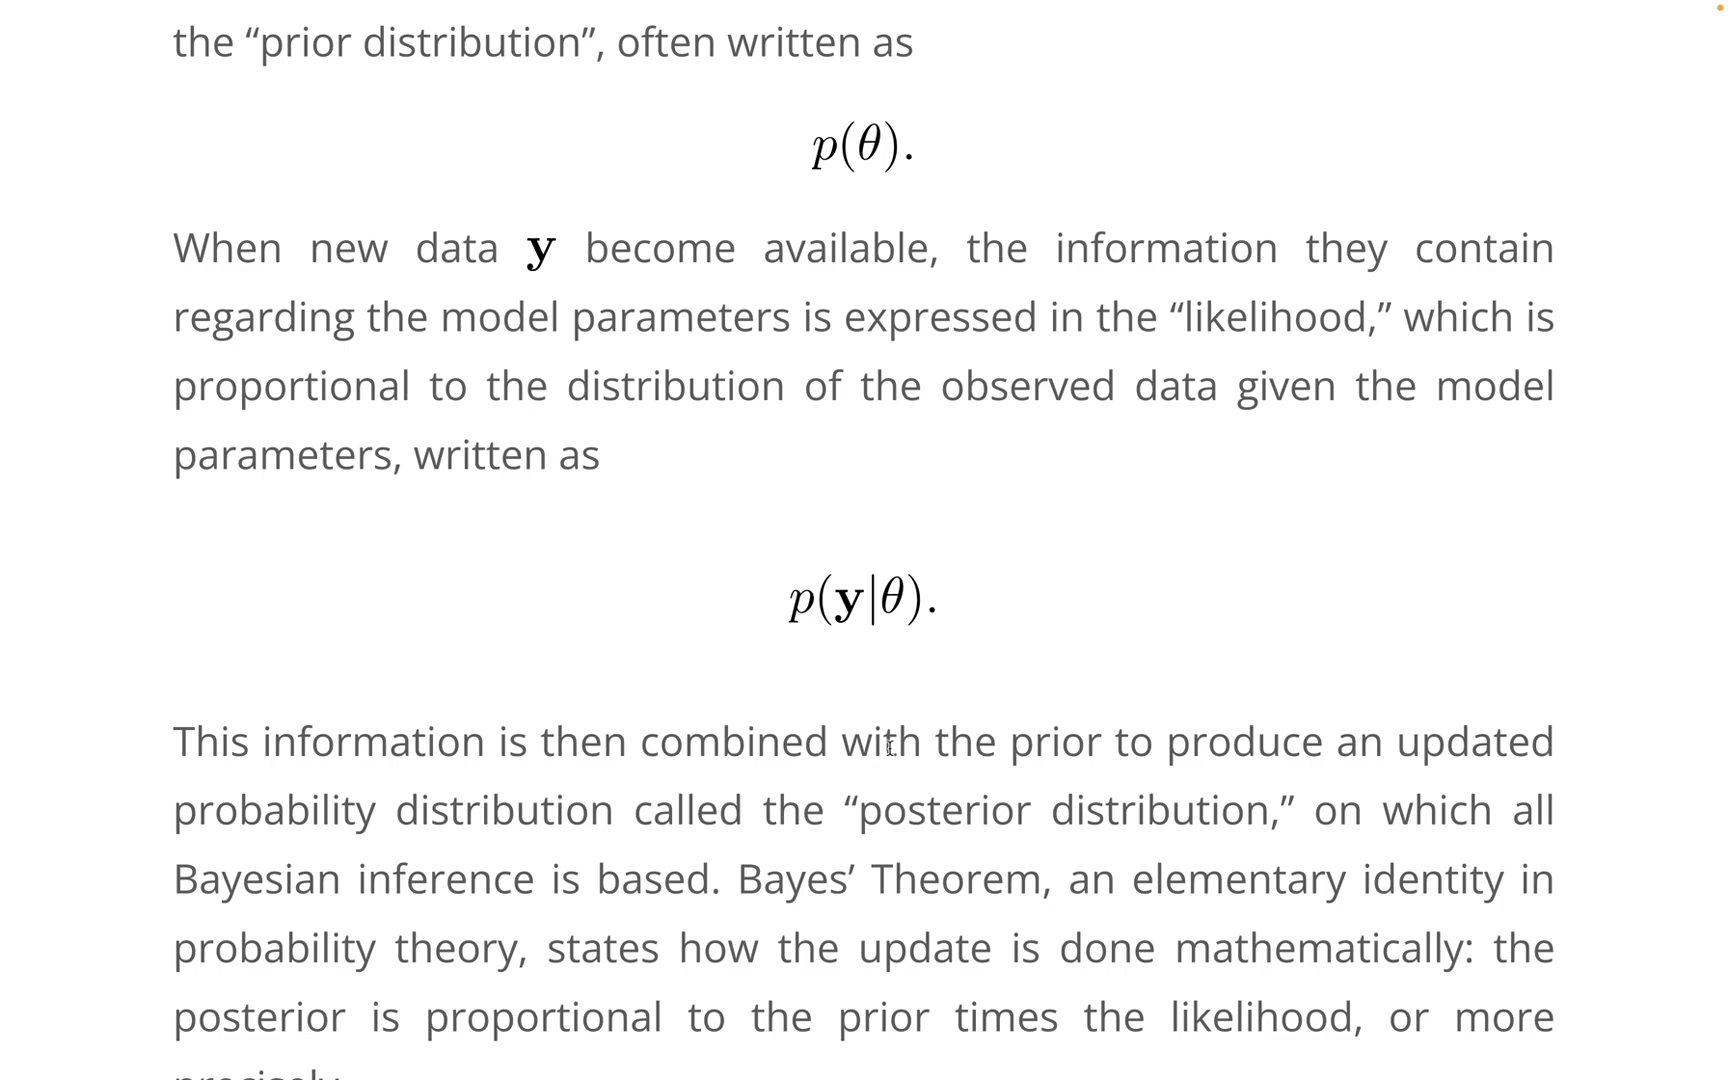 the “prior distribution”, often written as
p(θ).
When new data y become available, the information they contain
regarding the model parameters is expressed in the “likelihood,” which is
proportional to the distribution of the observed data given the model
parameters, written as
p(y|θ).
This information is then combined with the prior to produce an updated
probability distribution called the “posterior distribution,” on which all
Bayesian inference is based. Bayes’ Theorem, an elementary identity in
probability theory, states how the update is done mathematically: the
posterior is proportional to the prior times the likelihood, or more